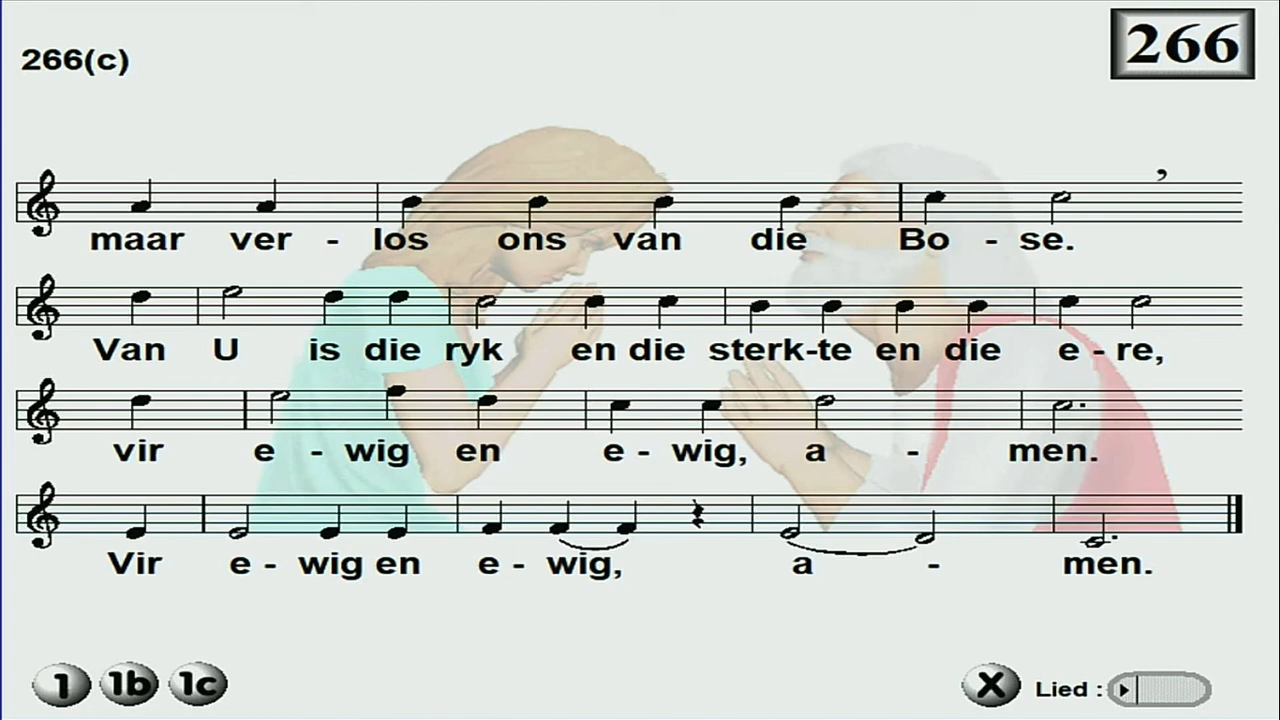 266
266(c)
maar ver - los ons van die Bo - se.
Van U is die ryk en die sterk-te en die e - re,
vir e - wig en e - wig, a - men.
Vir e - wig en e - wig, a - men.
1 1b 1c X Lied :